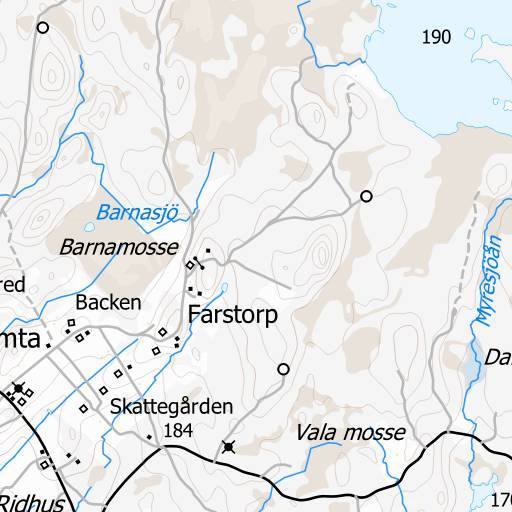 190
Barnasjö
Barnamosse
Myresjöån
red
Backen
Farstorp
mta
Da
Skattegården
184
Vala mosse
Ridhus
170